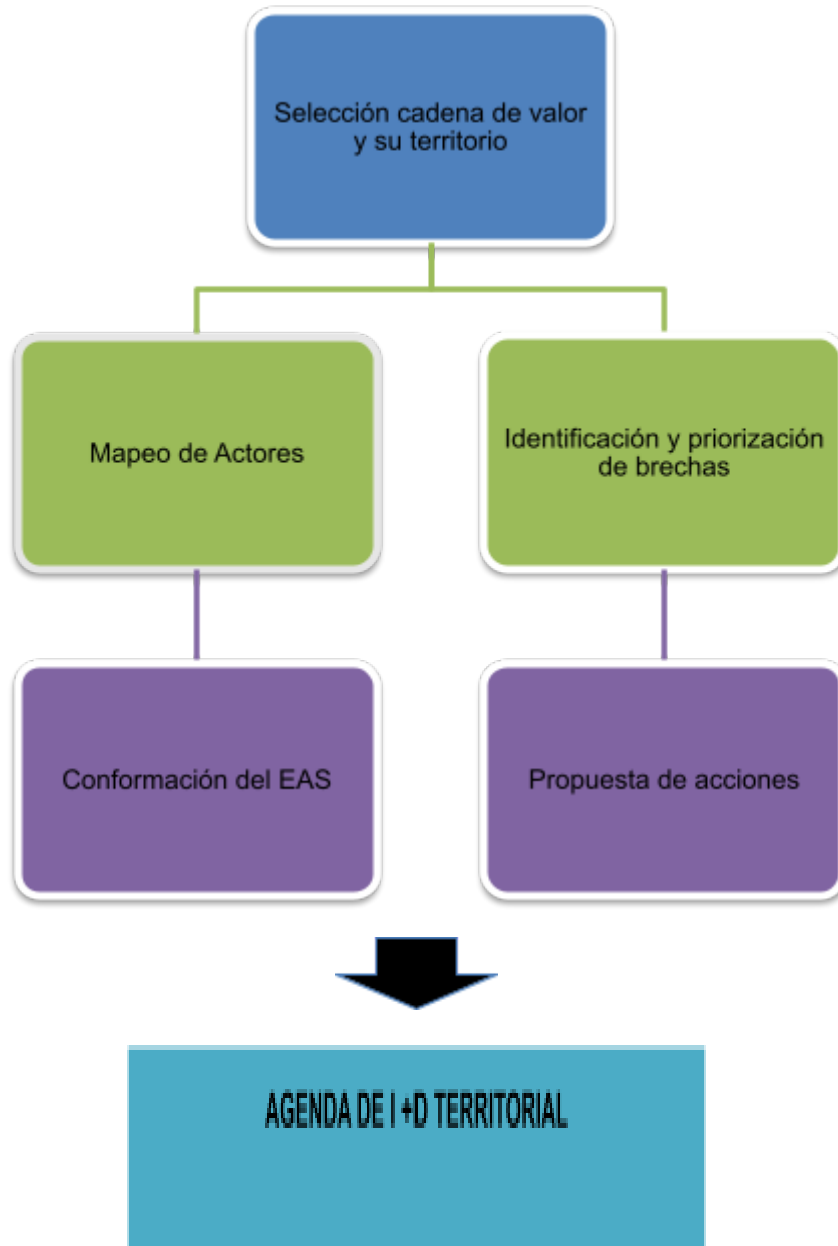 Selección cadena de valor
y su territorio
Mapeo de Actores
Identificación y priorización
de brechas
Conformación del EAS
Propuesta de acciones
AGENDA DE I +D TERRITORIAL